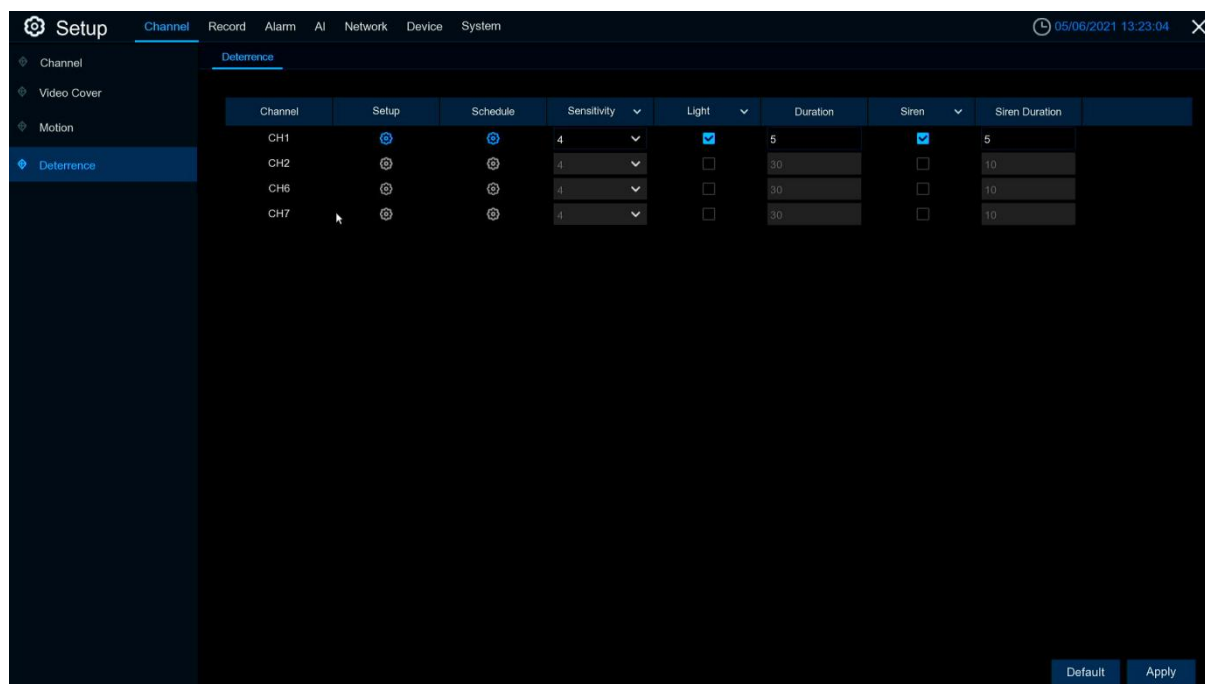 Setup Channel Record Alarm AI Network Device System 05/06/2021 13:23:04
Channel
Video Cover
Motion
Deterrence
Deterrence
Channel Setup Schedule Sensitivity Light Duration Siren Siren Duration
CH1 4 5 5
CH2 4 30 10
CH6 4 30 10
CH7 4 30 10
Default Apply